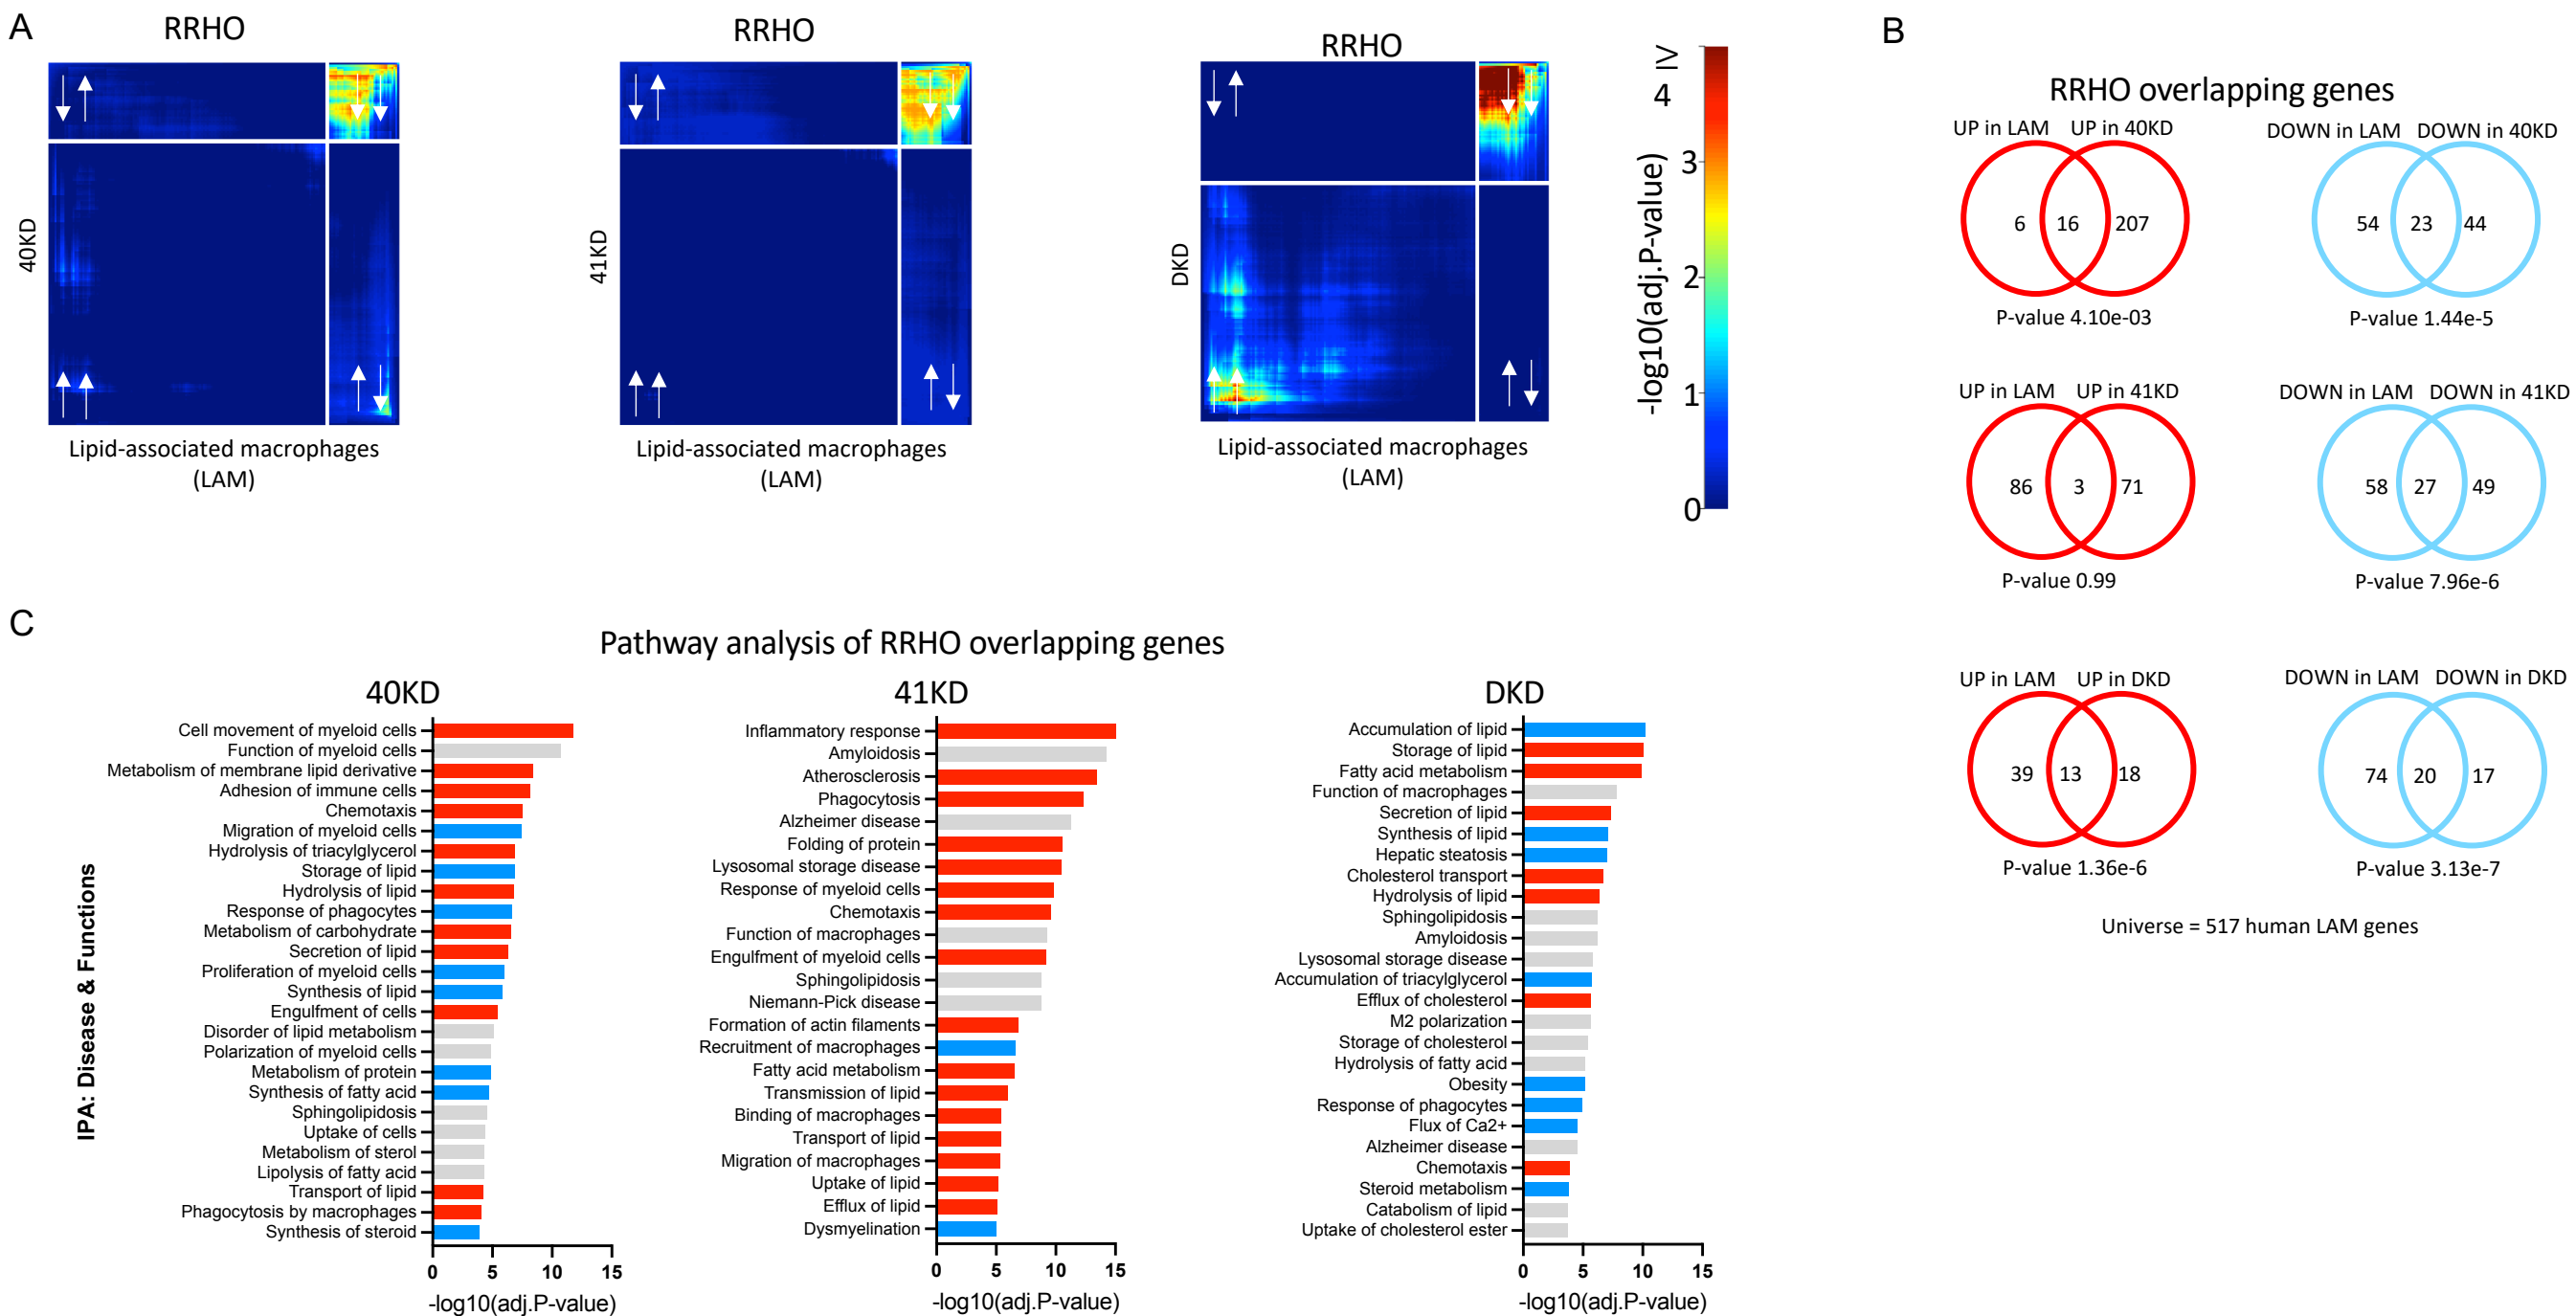 A
RRHO
40KD
Lipid-associated macrophages
(LAM)
RRHO
41KD
Lipid-associated macrophages
(LAM)
RRHO
DKD
Lipid-associated macrophages
(LAM)
≥
4
3
2
1
0
-log10(adj.P-value)
B
RRHO overlapping genes
UP in LAM UP in 40KD
6 16 207
P-value 4.10e-03
DOWN in LAM DOWN in 40KD
54 23 44
P-value 1.44e-5
UP in LAM UP in 41KD
86 3 71
P-value 0.99
DOWN in LAM DOWN in 41KD
58 27 49
P-value 7.96e-6
UP in LAM UP in DKD
39 13 18
P-value 1.36e-6
DOWN in LAM DOWN in DKD
74 20 17
P-value 3.13e-7
Universe = 517 human LAM genes
C
Pathway analysis of RRHO overlapping genes
IPA: Disease & Functions
40KD
Cell movement of myeloid cells
Function of myeloid cells
Metabolism of membrane lipid derivative
Adhesion of immune cells
Chemotaxis
Migration of myeloid cells
Hydrolysis of triacylglycerol
Storage of lipid
Hydrolysis of lipid
Response of phagocytes
Metabolism of carbohydrate
Secretion of lipid
Proliferation of myeloid cells
Synthesis of lipid
Engulfment of cells
Disorder of lipid metabolism
Polarization of myeloid cells
Metabolism of protein
Synthesis of fatty acid
Sphingolipidosis
Uptake of cells
Metabolism of sterol
Lipolysis of fatty acid
Transport of lipid
Phagocytosis by macrophages
Synthesis of steroid
0 5 10 15
-log10(adj.P-value)
41KD
Inflammatory response
Amyloidosis
Atherosclerosis
Phagocytosis
Alzheimer disease
Folding of protein
Lysosomal storage disease
Response of myeloid cells
Chemotaxis
Function of macrophages
Engulfment of myeloid cells
Sphingolipidosis
Niemann-Pick disease
Formation of actin filaments
Recruitment of macrophages
Fatty acid metabolism
Transmission of lipid
Binding of macrophages
Transport of lipid
Migration of macrophages
Uptake of lipid
Efflux of lipid
Dysmyelination
0 5 10 15
-log10(adj.P-value)
DKD
Accumulation of lipid
Storage of lipid
Fatty acid metabolism
Function of macrophages
Secretion of lipid
Synthesis of lipid
Hepatic steatosis
Cholesterol transport
Hydrolysis of lipid
Sphingolipidosis
Amyloidosis
Lysosomal storage disease
Accumulation of triacylglycerol
Efflux of cholesterol
M2 polarization
Storage of cholesterol
Hydrolysis of fatty acid
Obesity
Response of phagocytes
Flux of Ca2+
Alzheimer disease
Chemotaxis
Steroid metabolism
Catabolism of lipid
Uptake of cholesterol ester
0 5 10 15
-log10(adj.P-value)